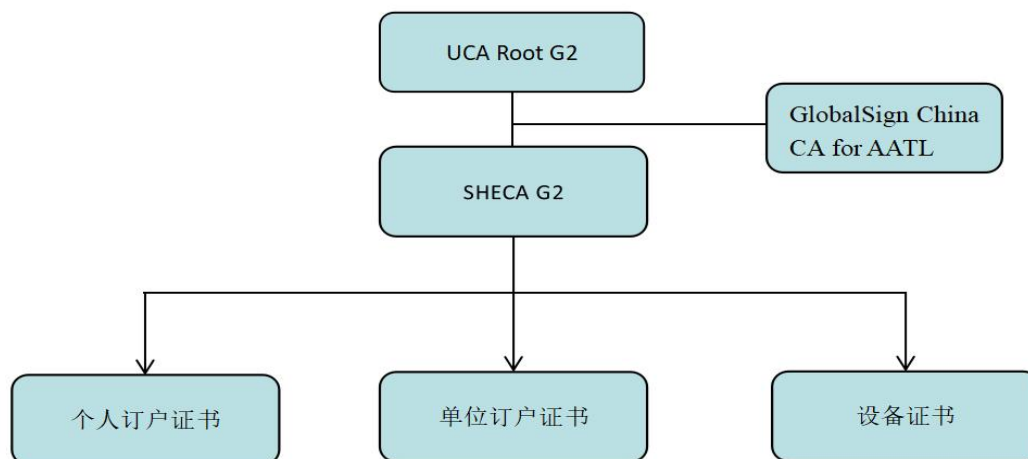 UCA Root G2
GlobalSign China
CA for AATL
SHECA G2
个人订户证书
单位订户证书
设备证书